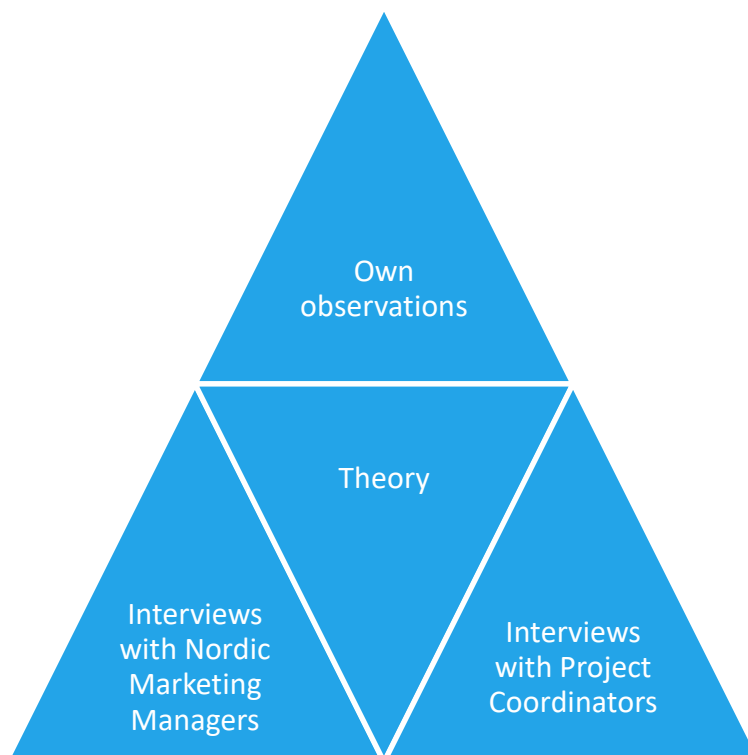 Own
observations
Theory
Interviews
with Nordic
Marketing
Managers
Interviews
with Project
Coordinators